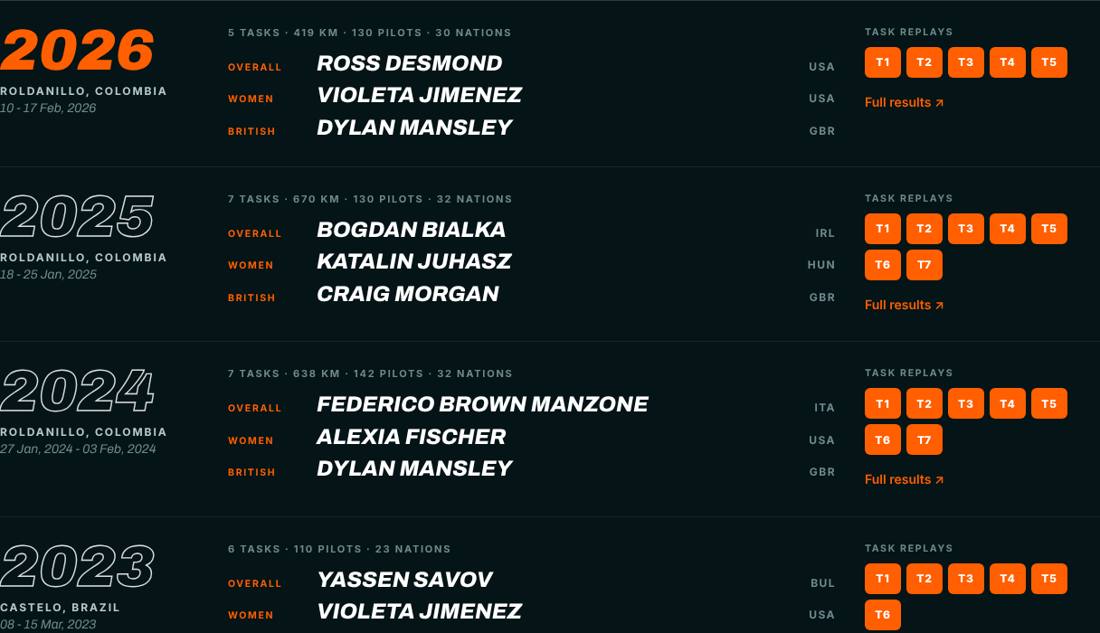 2026
ROLDANILLO, COLOMBIA
10 - 17 Feb, 2026
5 TASKS · 419 KM · 130 PILOTS · 30 NATIONS
OVERALL ROSS DESMOND USA
WOMEN VIOLETA JIMENEZ USA
BRITISH DYLAN MANSLEY GBR
TASK REPLAYS
T1 T2 T3 T4 T5
Full results ↗
2025
ROLDANILLO, COLOMBIA
18 - 25 Jan, 2025
7 TASKS · 670 KM · 130 PILOTS · 32 NATIONS
OVERALL BOGDAN BIALKA IRL
WOMEN KATALIN JUHASZ HUN
BRITISH CRAIG MORGAN GBR
TASK REPLAYS
T1 T2 T3 T4 T5
T6 T7
Full results ↗
2024
ROLDANILLO, COLOMBIA
27 Jan, 2024 - 03 Feb, 2024
7 TASKS · 638 KM · 142 PILOTS · 32 NATIONS
OVERALL FEDERICO BROWN MANZONE ITA
WOMEN ALEXIA FISCHER USA
BRITISH DYLAN MANSLEY GBR
TASK REPLAYS
T1 T2 T3 T4 T5
T6 T7
Full results ↗
2023
CASTELO, BRAZIL
08 - 15 Mar, 2023
6 TASKS · 110 PILOTS · 23 NATIONS
OVERALL YASSEN SAVOV BUL
WOMEN VIOLETA JIMENEZ USA
TASK REPLAYS
T1 T2 T3 T4 T5
T6